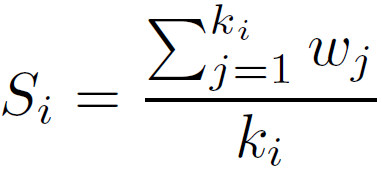 $S_i = \frac{\sum_{j=1}^{k_i} w_j}{k_i}$